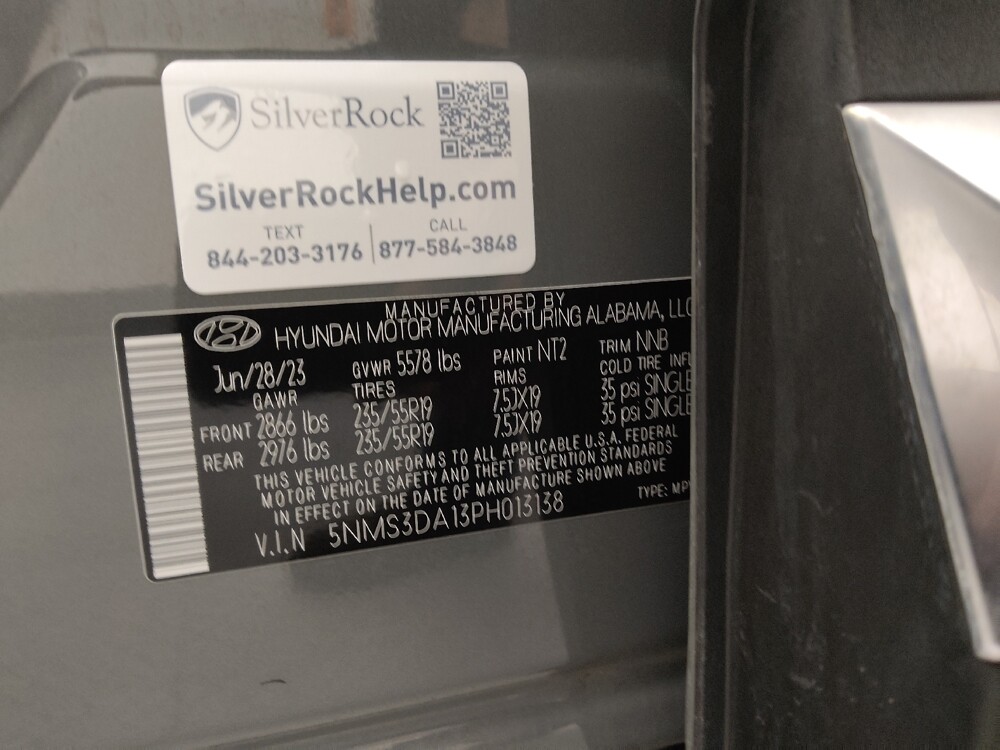 SilverRock
SilverRockHelp.com
TEXT
844-203-3176
CALL
877-584-3848
MANUFACTURED BY
HYUNDAI MOTOR MANUFACTURING ALABAMA, LLC
Jun/28/23 GVWR 5578 lbs PAINT NT2 TRIM NNB
GAWR TIRES RIMS COLD TIRE INFL
FRONT 2866 lbs 235/55R19 7.5JX19 35 psi SINGLE
REAR 2976 lbs 235/55R19 7.5JX19 35 psi SINGLE
THIS VEHICLE CONFORMS TO ALL APPLICABLE U.S.A. FEDERAL
MOTOR VEHICLE SAFETY AND THEFT PREVENTION STANDARDS
IN EFFECT ON THE DATE OF MANUFACTURE SHOWN ABOVE
V.I.N 5NMS3DA13PH013138 TYPE: MPV